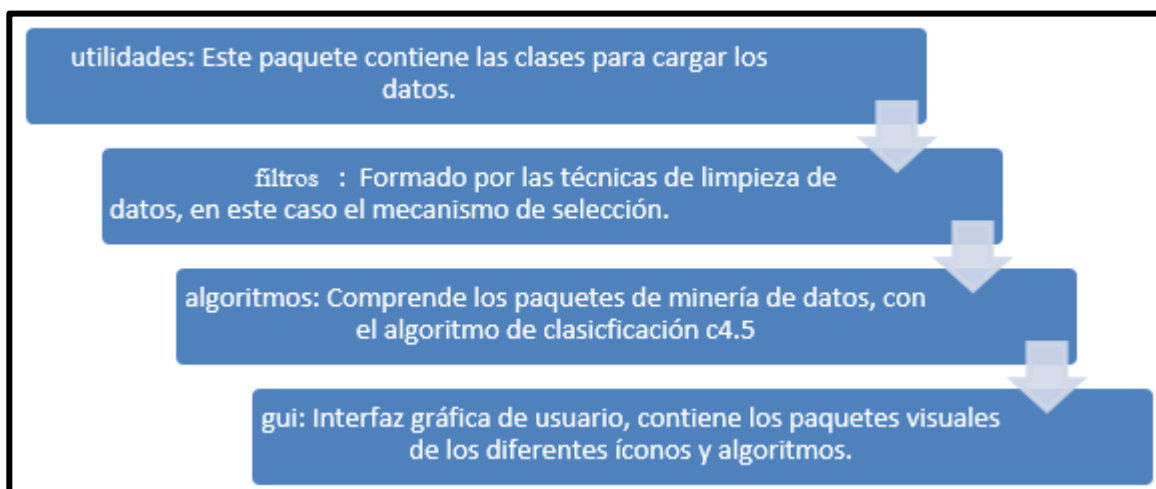 utilidades: Este paquete contiene las clases para cargar los
datos.
filtros : Formado por las técnicas de limpieza de
datos, en este caso el mecanismo de selección.
algoritmos: Comprende los paquetes de minería de datos, con
el algoritmo de clasicficación c4.5
gui: Interfaz gráfica de usuario, contiene los paquetes visuales
de los diferentes íconos y algoritmos.